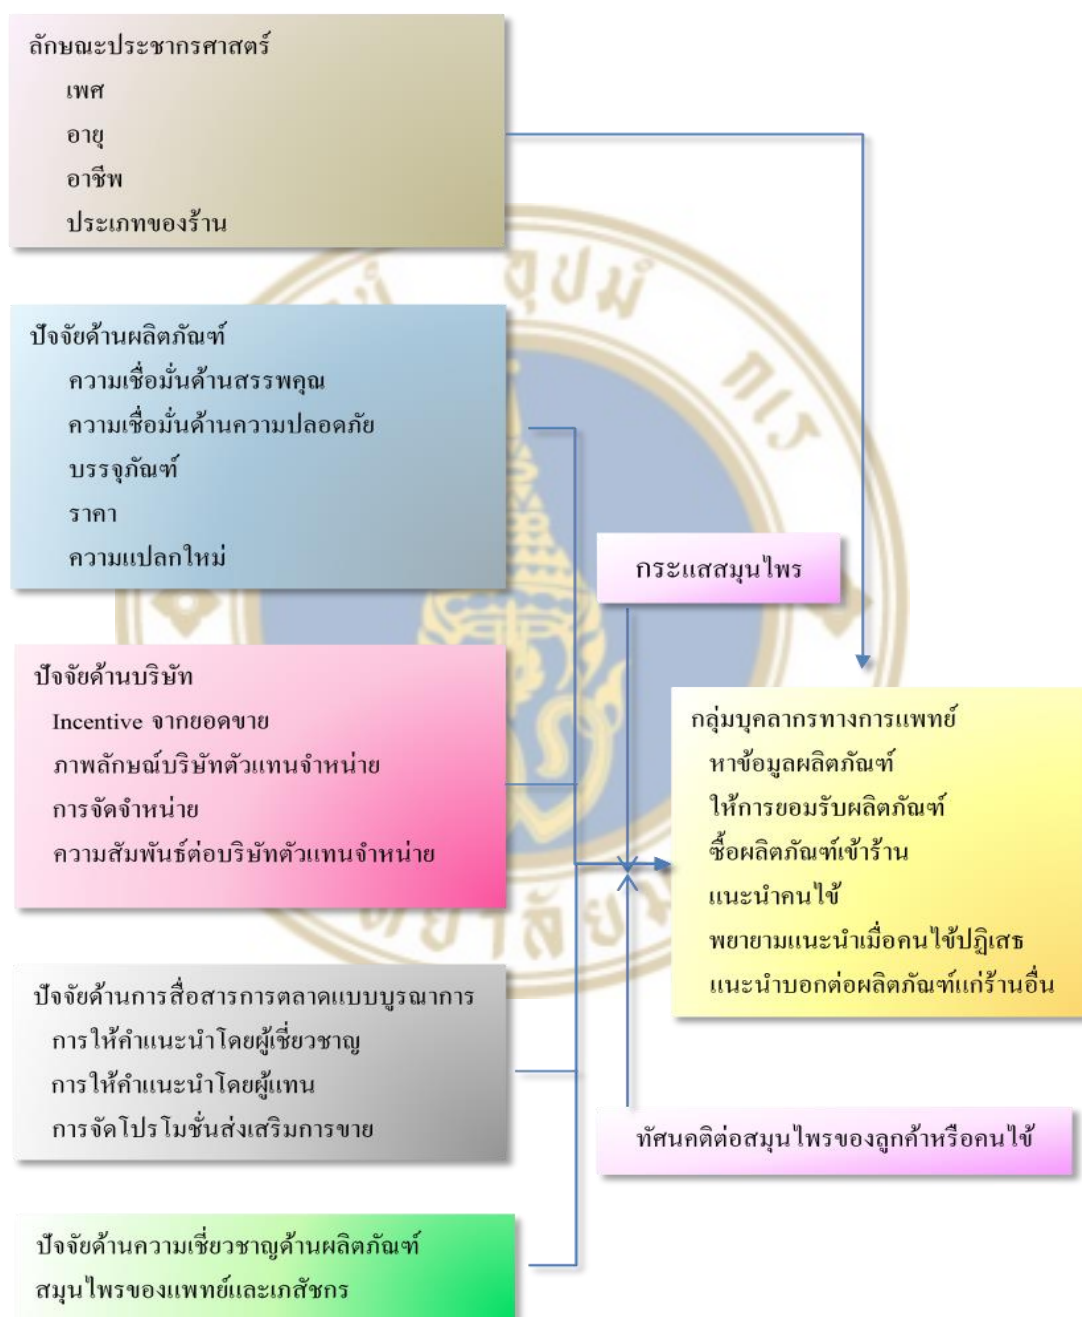 ลักษณะประชากรศาสตร์
เพศ
อายุ
อาชีพ
ประเภทของร้าน
ปัจจัยด้านผลิตภัณฑ์
ความเชื่อมั่นด้านสรรพคุณ
ความเชื่อมั่นด้านความปลอดภัย
บรรจุภัณฑ์
ราคา
ความแปลกใหม่
กระแสสมุนไพร
ปัจจัยด้านบริษัท
Incentive จากยอดขาย
ภาพลักษณ์บริษัทตัวแทนจำหน่าย
การจัดจำหน่าย
ความสัมพันธ์ต่อบริษัทตัวแทนจำหน่าย
กลุ่มบุคลากรทางการแพทย์
หาข้อมูลผลิตภัณฑ์
ให้การยอมรับผลิตภัณฑ์
ซื้อผลิตภัณฑ์เข้าร้าน
แนะนำคนไข้
พยายามแนะนำเมื่อคนไข้ปฏิเสธ
แนะนำบอกต่อผลิตภัณฑ์แก่ร้านอื่น
ปัจจัยด้านการสื่อสารการตลาดแบบบูรณาการ
การให้คำแนะนำโดยผู้เชี่ยวชาญ
การให้คำแนะนำโดยผู้แทน
การจัดโปรโมชั่นส่งเสริมการขาย
ทัศนคติต่อสมุนไพรของลูกค้าหรือคนไข้
ปัจจัยด้านความเชี่ยวชาญด้านผลิตภัณฑ์
สมุนไพรของแพทย์และเภสัชกร
อุปมํ
กเร